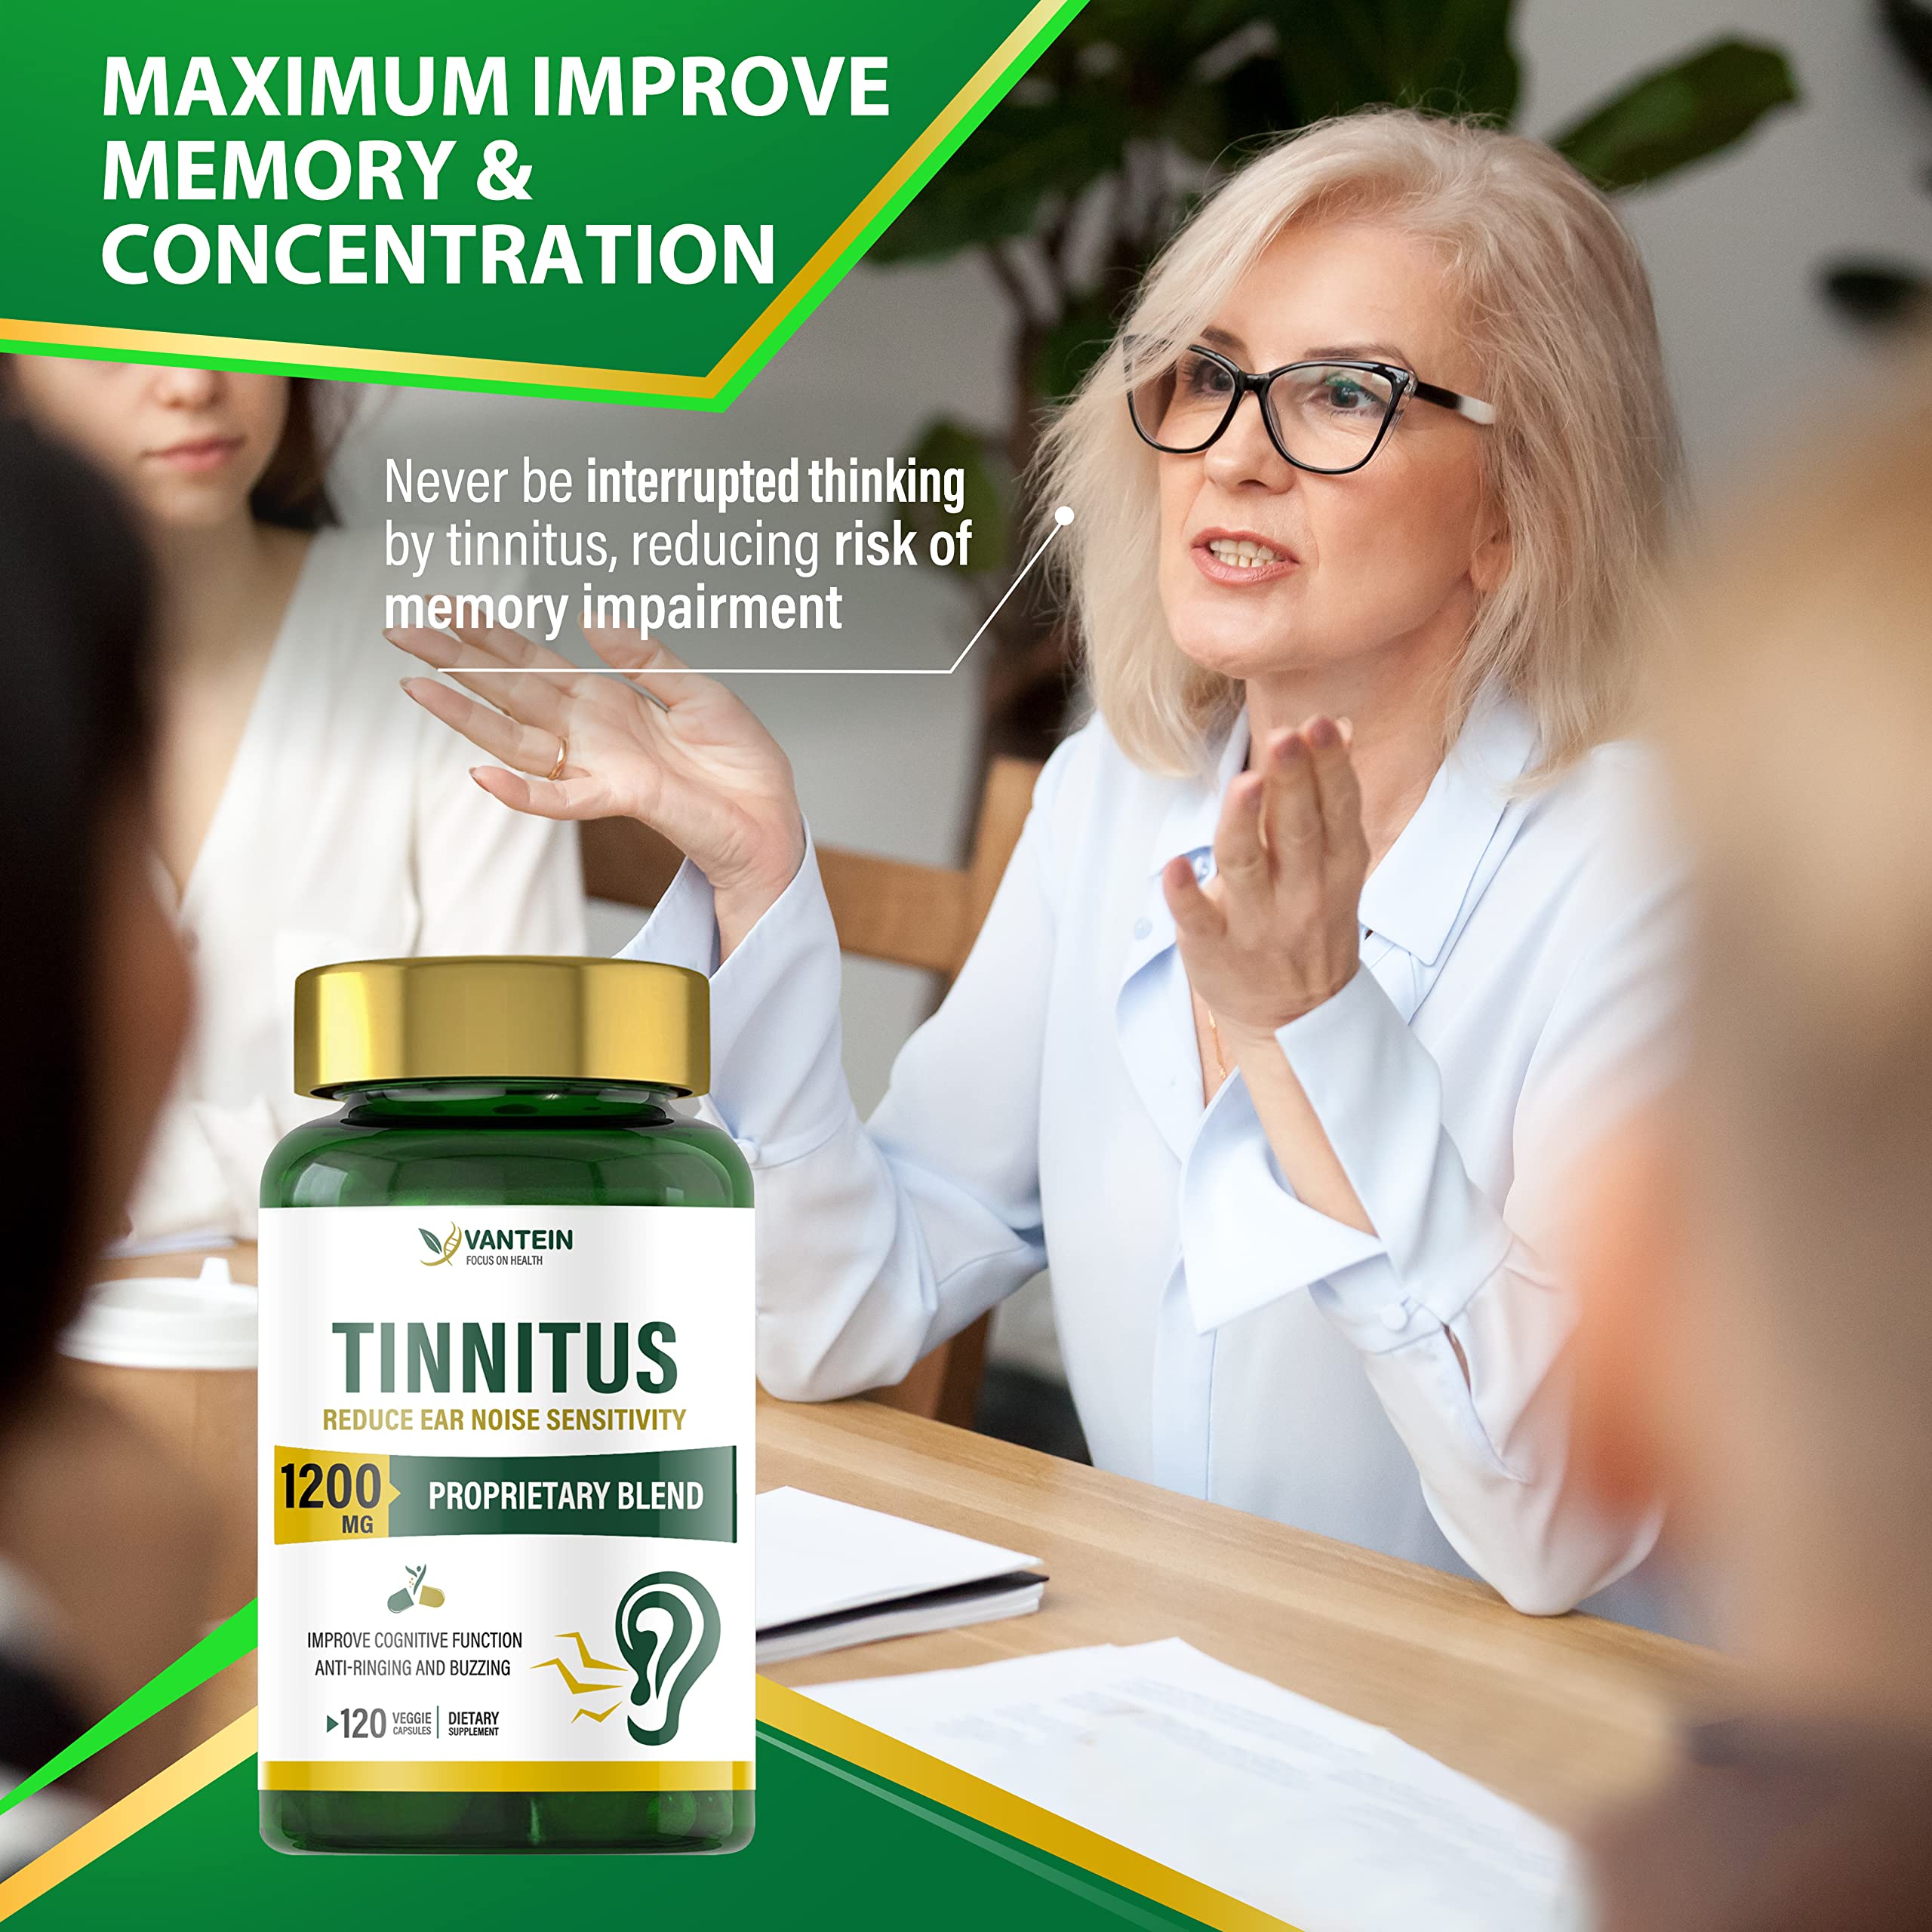 MAXIMUM IMPROVE
MEMORY &
CONCENTRATION
Never be interrupted thinking
by tinnitus, reducing risk of
memory impairment
VANTEIN
FOCUS ON HEALTH
TINNITUS
REDUCE EAR NOISE SENSITIVITY
1200
MG
PROPRIETARY BLEND
IMPROVE COGNITIVE FUNCTION
ANTI-RINGING AND BUZZING
120 VEGGIE CAPSULES | DIETARY SUPPLEMENT